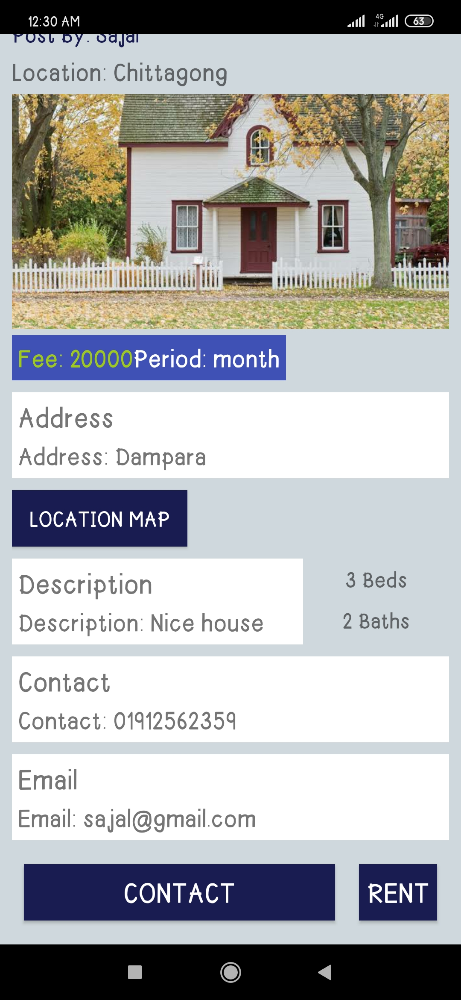 12:30 AM 4G 63
Post By: Sajal
Location: Chittagong
Fee: 20000Period: month
Address
Address: Dampara
LOCATION MAP
Description
Description: Nice house
3 Beds
2 Baths
Contact
Contact: 01912562359
Email
Email: sajal@gmail.com
CONTACT RENT